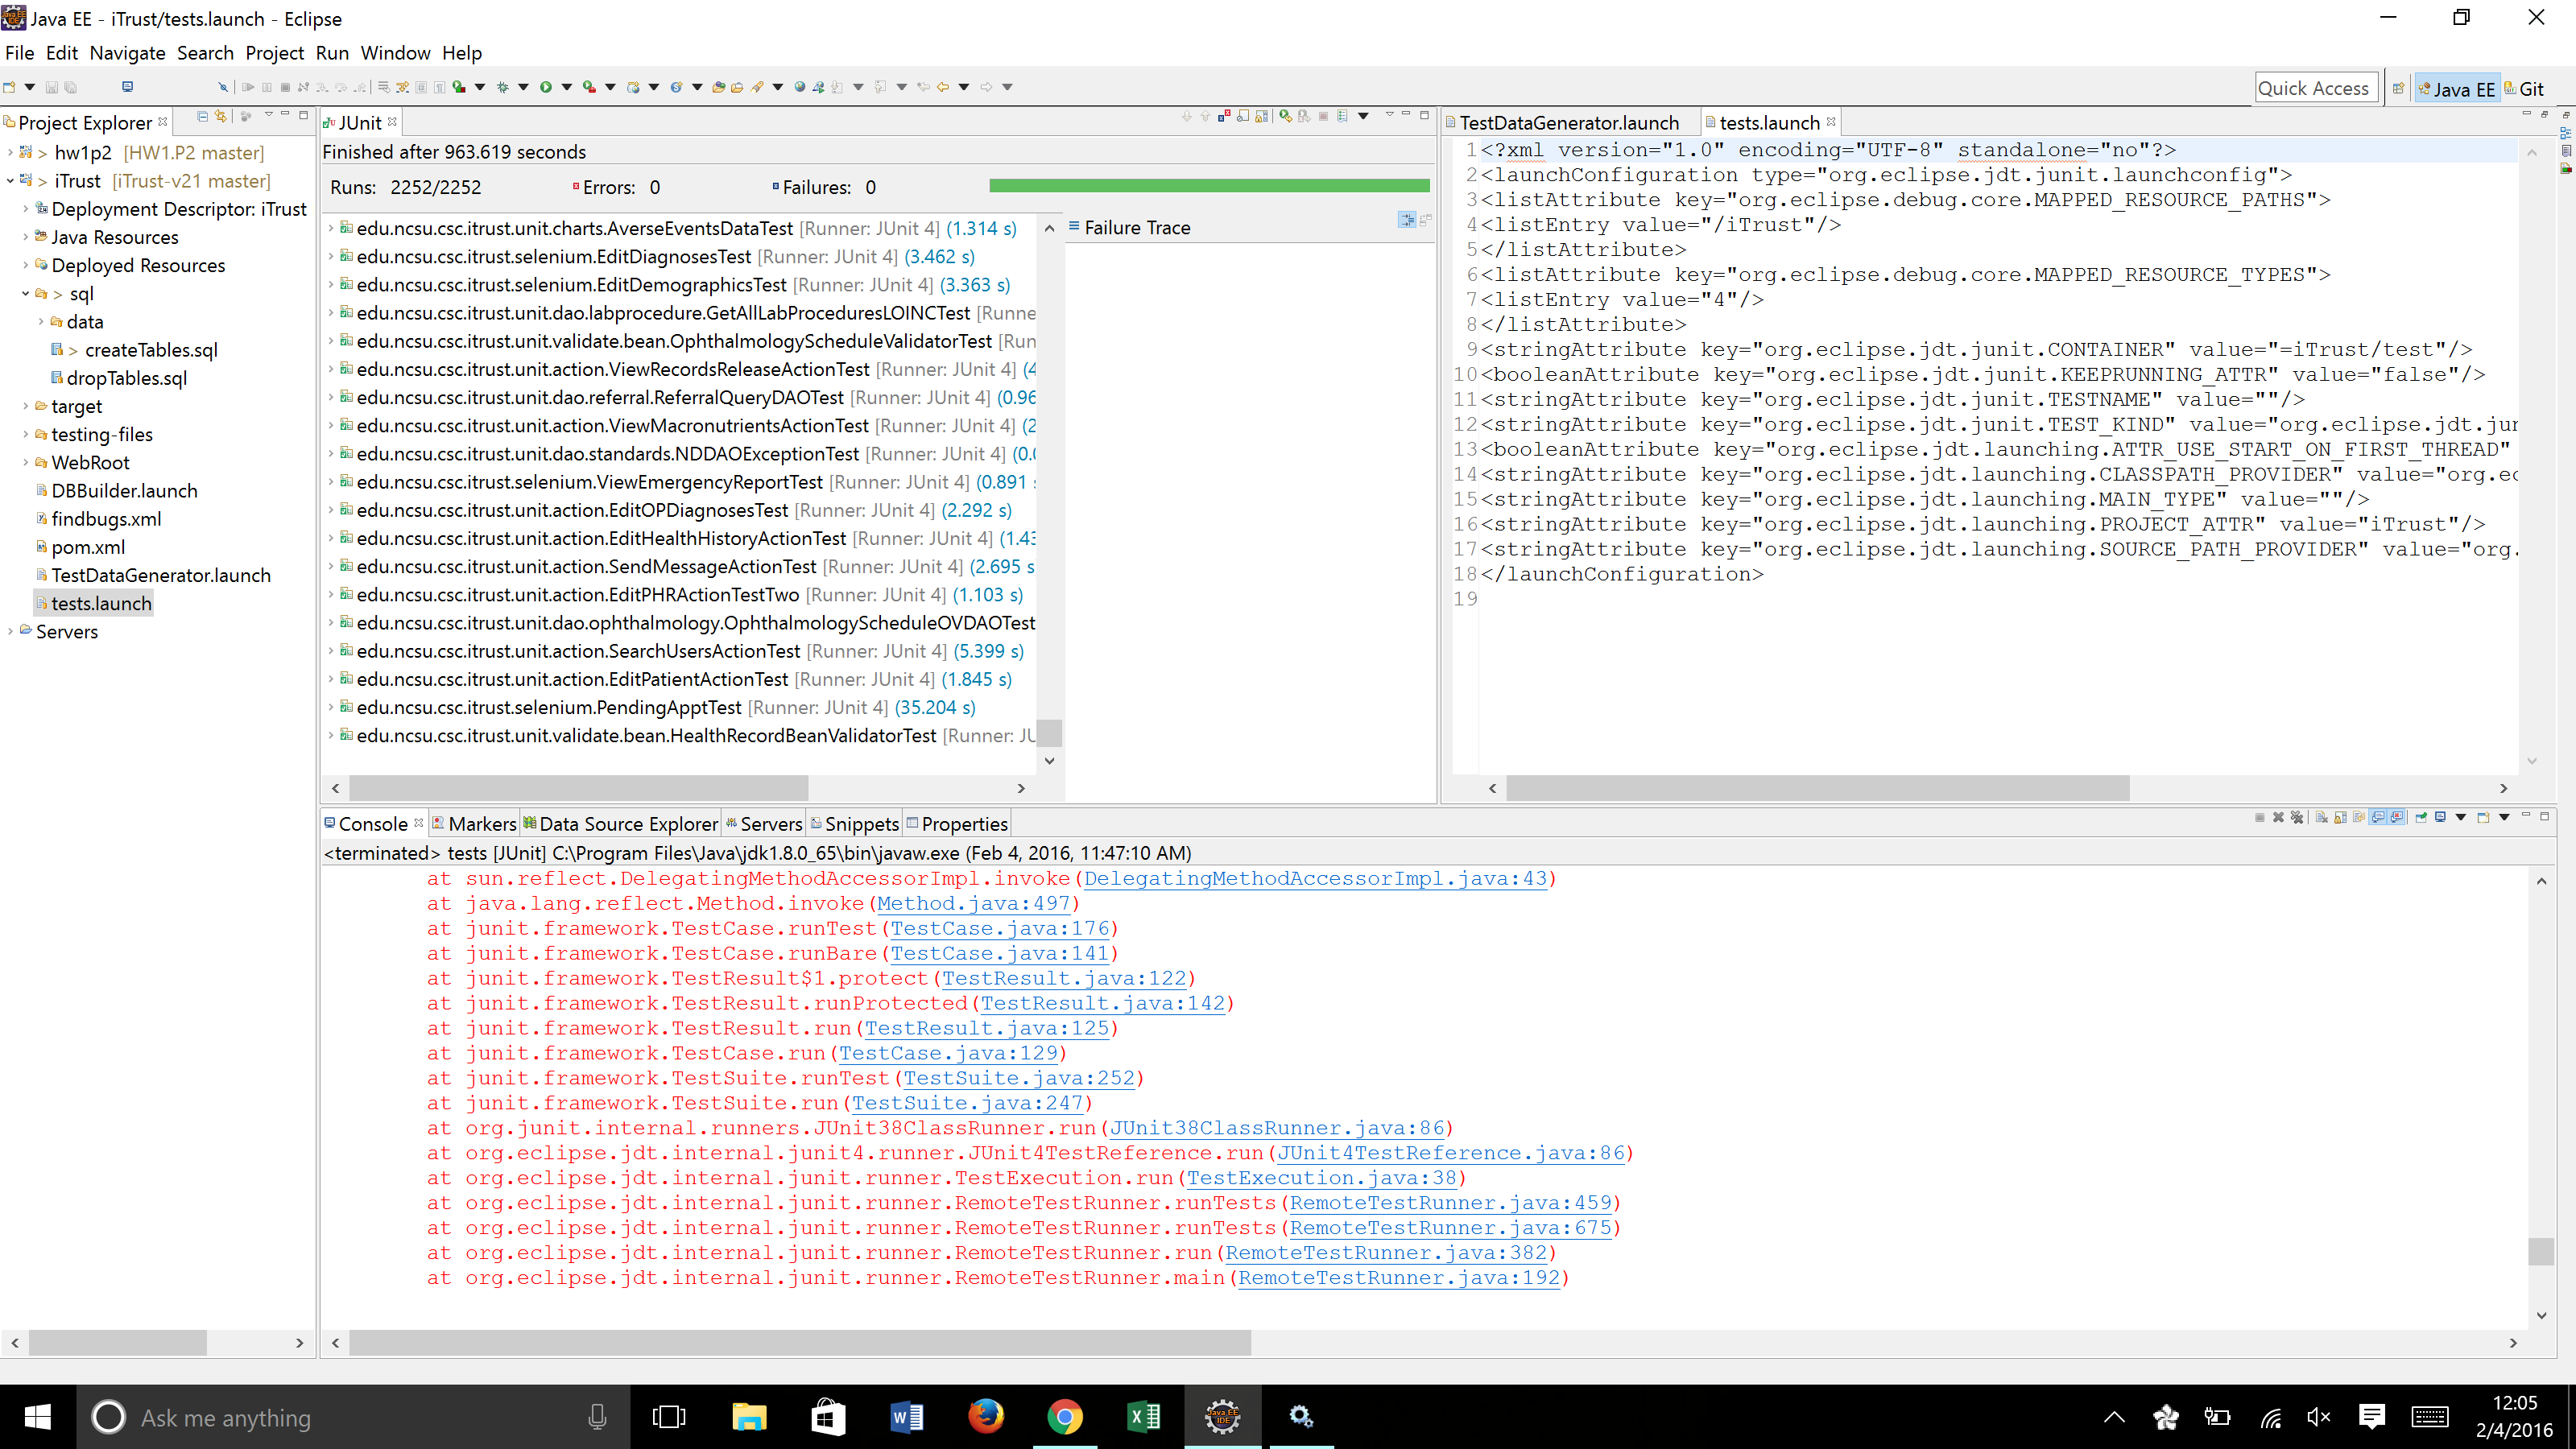 Java EE - iTrust/tests.launch - Eclipse
File Edit Navigate Search Project Run Window Help
Quick Access
Java EE
Git
Project Explorer
hw1p2 [HW1.P2 master]
> iTrust [iTrust-v21 master]
Deployment Descriptor: iTrust
Java Resources
Deployed Resources
> sql
data
> createTables.sql
dropTables.sql
target
testing-files
WebRoot
DBBuilder.launch
findbugs.xml
pom.xml
TestDataGenerator.launch
tests.launch
Servers
JUnit
Finished after 963.619 seconds
Runs: 2252/2252
Errors: 0
Failures: 0
edu.ncsu.csc.itrust.unit.charts.AverseEventsDataTest [Runner: JUnit 4] (1.314 s)
edu.ncsu.csc.itrust.selenium.EditDiagnosesTest [Runner: JUnit 4] (3.462 s)
edu.ncsu.csc.itrust.selenium.EditDemographicsTest [Runner: JUnit 4] (3.363 s)
edu.ncsu.csc.itrust.unit.dao.labprocedure.GetAllLabProceduresLOINCTest [Runne
edu.ncsu.csc.itrust.unit.validate.bean.OphthalmologyScheduleValidatorTest [Run
edu.ncsu.csc.itrust.unit.action.ViewRecordsReleaseActionTest [Runner: JUnit 4] (4
edu.ncsu.csc.itrust.unit.dao.referral.ReferralQueryDAOTest [Runner: JUnit 4] (0.96
edu.ncsu.csc.itrust.unit.action.ViewMacronutrientsActionTest [Runner: JUnit 4] (2
edu.ncsu.csc.itrust.unit.dao.standards.NDDAOExceptionTest [Runner: JUnit 4] (0.0
edu.ncsu.csc.itrust.selenium.ViewEmergencyReportTest [Runner: JUnit 4] (0.891 s
edu.ncsu.csc.itrust.unit.action.EditOPDiagnosesTest [Runner: JUnit 4] (2.292 s)
edu.ncsu.csc.itrust.unit.action.EditHealthHistoryActionTest [Runner: JUnit 4] (1.43
edu.ncsu.csc.itrust.unit.action.SendMessageActionTest [Runner: JUnit 4] (2.695 s
edu.ncsu.csc.itrust.unit.action.EditPHRActionTestTwo [Runner: JUnit 4] (1.103 s)
edu.ncsu.csc.itrust.unit.dao.ophthalmology.OphthalmologyScheduleOVDAOTest
edu.ncsu.csc.itrust.unit.action.SearchUsersActionTest [Runner: JUnit 4] (5.399 s)
edu.ncsu.csc.itrust.unit.action.EditPatientActionTest [Runner: JUnit 4] (1.845 s)
edu.ncsu.csc.itrust.selenium.PendingApptTest [Runner: JUnit 4] (35.204 s)
edu.ncsu.csc.itrust.unit.validate.bean.HealthRecordBeanValidatorTest [Runner: JU
Failure Trace
TestDataGenerator.launch
tests.launch
1 <?xml version="1.0" encoding="UTF-8" standalone="no"?>
2 <launchConfiguration type="org.eclipse.jdt.junit.launchconfig">
3 <listAttribute key="org.eclipse.debug.core.MAPPED_RESOURCE_PATHS">
4 <listEntry value="/iTrust"/>
5 </listAttribute>
6 <listAttribute key="org.eclipse.debug.core.MAPPED_RESOURCE_TYPES">
7 <listEntry value="4"/>
8 </listAttribute>
9 <stringAttribute key="org.eclipse.jdt.junit.CONTAINER" value="=iTrust/test"/>
10 <booleanAttribute key="org.eclipse.jdt.junit.KEEPRUNNING_ATTR" value="false"/>
11 <stringAttribute key="org.eclipse.jdt.junit.TESTNAME" value=""/>
12 <stringAttribute key="org.eclipse.jdt.junit.TEST_KIND" value="org.eclipse.jdt.jun
13 <booleanAttribute key="org.eclipse.jdt.launching.ATTR_USE_START_ON_FIRST_THREAD"
14 <stringAttribute key="org.eclipse.jdt.launching.CLASSPATH_PROVIDER" value="org.ec
15 <stringAttribute key="org.eclipse.jdt.launching.MAIN_TYPE" value=""/>
16 <stringAttribute key="org.eclipse.jdt.launching.PROJECT_ATTR" value="iTrust"/>
17 <stringAttribute key="org.eclipse.jdt.launching.SOURCE_PATH_PROVIDER" value="org.
18 </launchConfiguration>
19
Console Markers Data Source Explorer Servers Snippets Properties
<terminated> tests [JUnit] C:\Program Files\Java\jdk1.8.0_65\bin\javaw.exe (Feb 4, 2016, 11:47:10 AM)
at sun.reflect.DelegatingMethodAccessorImpl.invoke(DelegatingMethodAccessorImpl.java:43)
at java.lang.reflect.Method.invoke(Method.java:497)
at junit.framework.TestCase.runTest(TestCase.java:176)
at junit.framework.TestCase.runBare(TestCase.java:141)
at junit.framework.TestResult$1.protect(TestResult.java:122)
at junit.framework.TestResult.runProtected(TestResult.java:142)
at junit.framework.TestResult.run(TestResult.java:125)
at junit.framework.TestCase.run(TestCase.java:129)
at junit.framework.TestSuite.runTest(TestSuite.java:252)
at junit.framework.TestSuite.run(TestSuite.java:247)
at org.junit.internal.runners.JUnit38ClassRunner.run(JUnit38ClassRunner.java:86)
at org.eclipse.jdt.internal.junit4.runner.JUnit4TestReference.run(JUnit4TestReference.java:86)
at org.eclipse.jdt.internal.junit.runner.TestExecution.run(TestExecution.java:38)
at org.eclipse.jdt.internal.junit.runner.RemoteTestRunner.runTests(RemoteTestRunner.java:459)
at org.eclipse.jdt.internal.junit.runner.RemoteTestRunner.runTests(RemoteTestRunner.java:675)
at org.eclipse.jdt.internal.junit.runner.RemoteTestRunner.run(RemoteTestRunner.java:382)
at org.eclipse.jdt.internal.junit.runner.RemoteTestRunner.main(RemoteTestRunner.java:192)
Ask me anything
12:05
2/4/2016